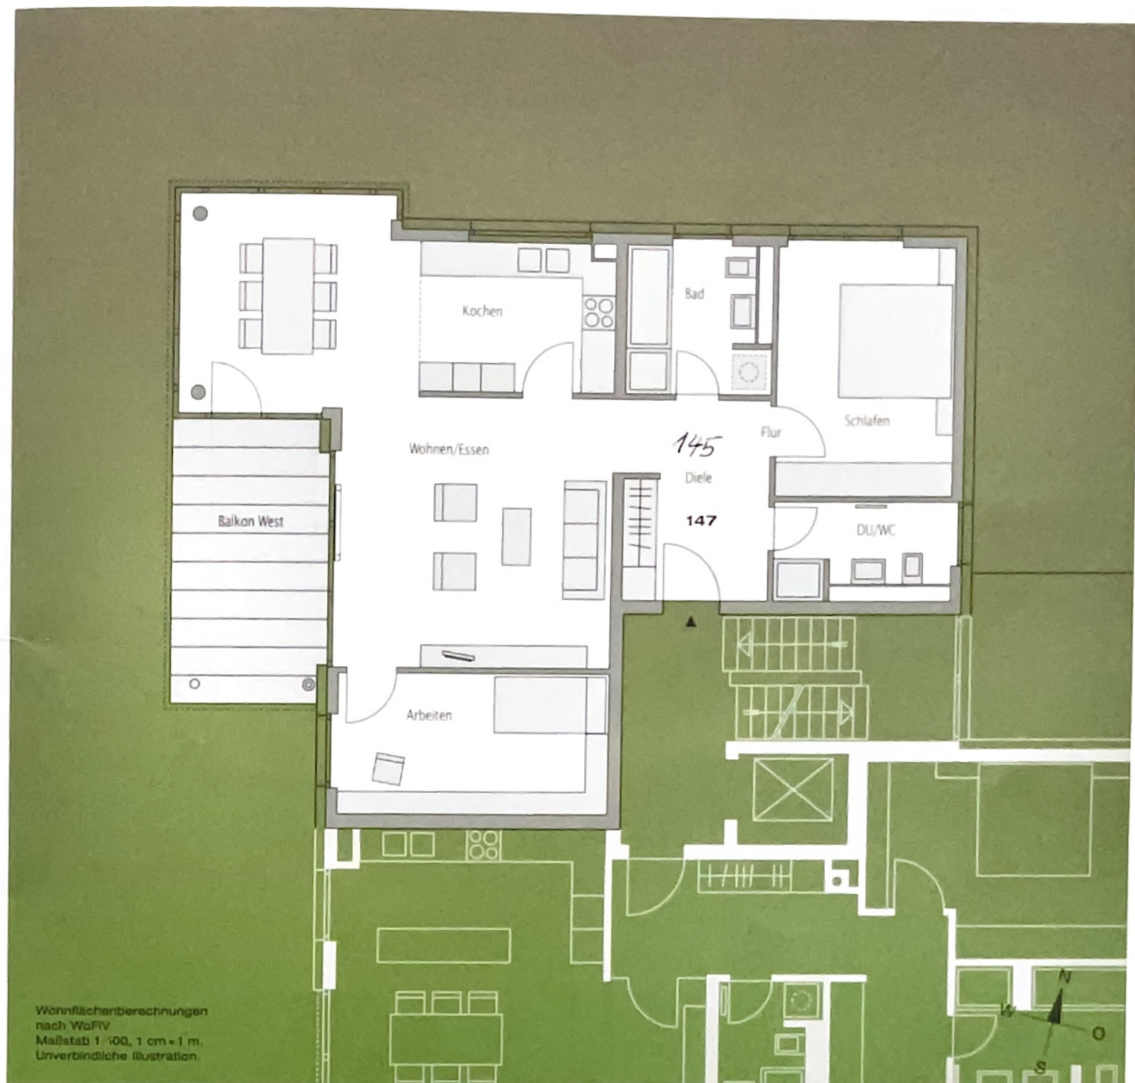 Kochen
Bad
Schlafen
Flur
Wohnen/Essen
145
Diele
147
Balkon West
DU/WC
Arbeiten
Wohnflächenberechnungen
nach WoFlV
Maßstab 1:100, 1 cm = 1 m.
Unverbindliche Illustration.
N
W
O
S